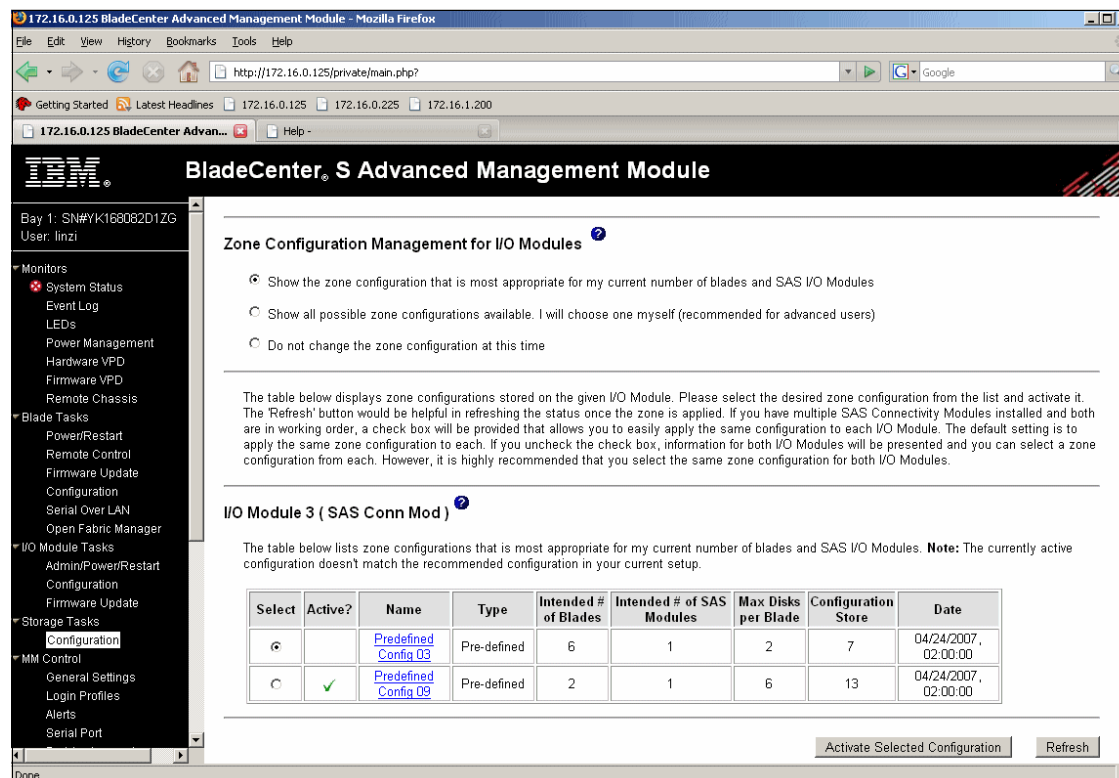 172.16.0.125 BladeCenter Advanced Management Module - Mozilla Firefox
File Edit View History Bookmarks Tools Help
http://172.16.0.125/private/main.php?
G Google
Getting Started Latest Headlines 172.16.0.125 172.16.0.225 172.16.1.200
172.16.0.125 BladeCenter Advan... Help -
IBM® BladeCenter® S Advanced Management Module
Bay 1: SN#YK168082D1ZG
User: linzi
Monitors
System Status
Event Log
LEDs
Power Management
Hardware VPD
Firmware VPD
Remote Chassis
Blade Tasks
Power/Restart
Remote Control
Firmware Update
Configuration
Serial Over LAN
Open Fabric Manager
I/O Module Tasks
Admin/Power/Restart
Configuration
Firmware Update
Storage Tasks
Configuration
MM Control
General Settings
Login Profiles
Alerts
Serial Port
Zone Configuration Management for I/O Modules ?
Show the zone configuration that is most appropriate for my current number of blades and SAS I/O Modules
Show all possible zone configurations available. I will choose one myself (recommended for advanced users)
Do not change the zone configuration at this time
The table below displays zone configurations stored on the given I/O Module. Please select the desired zone configuration from the list and activate it.
The 'Refresh' button would be helpful in refreshing the status once the zone is applied. If you have multiple SAS Connectivity Modules installed and both
are in working order, a check box will be provided that allows you to easily apply the same configuration to each I/O Module. The default setting is to
apply the same zone configuration to each. If you uncheck the check box, information for both I/O Modules will be presented and you can select a zone
configuration from each. However, it is highly recommended that you select the same zone configuration for both I/O Modules.
I/O Module 3 ( SAS Conn Mod ) ?
The table below lists zone configurations that is most appropriate for my current number of blades and SAS I/O Modules. Note: The currently active
configuration doesn't match the recommended configuration in your current setup.
Select Active? Name Type Intended # of Blades Intended # of SAS Modules Max Disks per Blade Configuration Store Date
Predefined Config 03 Pre-defined 6 1 2 7 04/24/2007, 02:00:00
Predefined Config 09 Pre-defined 2 1 6 13 04/24/2007, 02:00:00
Activate Selected Configuration Refresh
Done